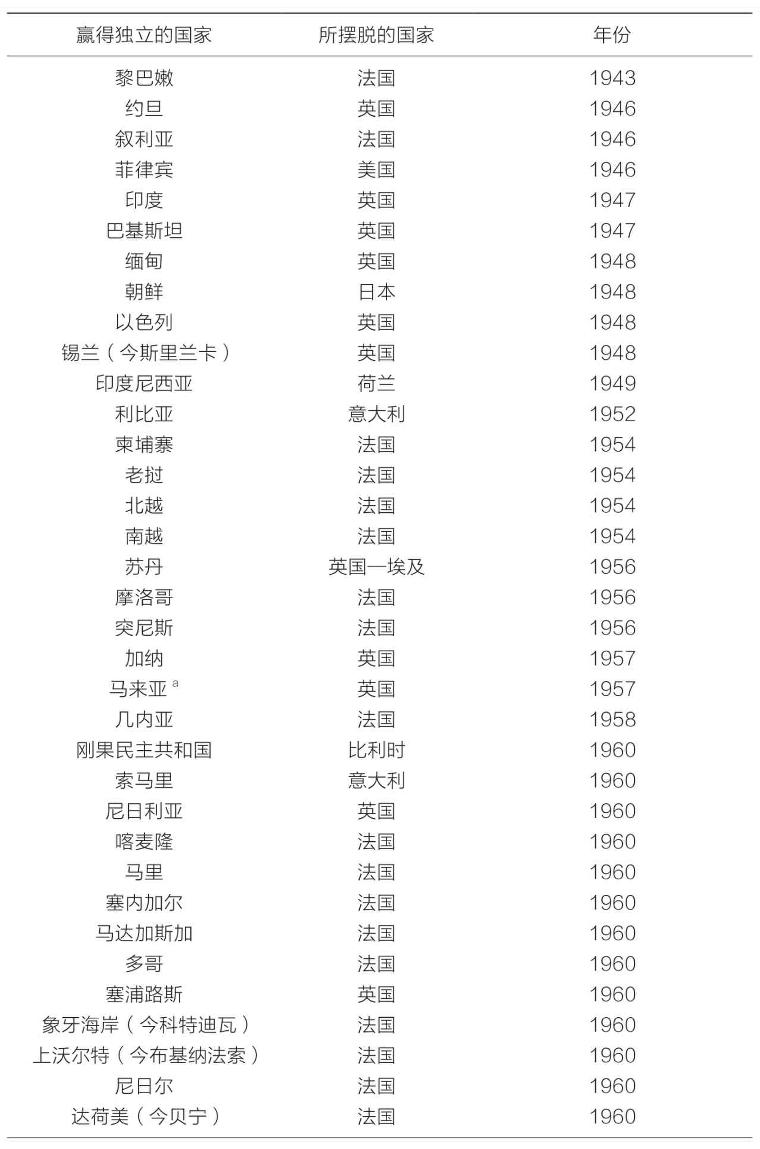 赢得独立的国家 所摆脱的国家 年份
黎巴嫩 法国 1943
约旦 英国 1946
叙利亚 法国 1946
菲律宾 美国 1946
印度 英国 1947
巴基斯坦 英国 1947
缅甸 英国 1948
朝鲜 日本 1948
以色列 英国 1948
锡兰（今斯里兰卡） 英国 1948
印度尼西亚 荷兰 1949
利比亚 意大利 1952
柬埔寨 法国 1954
老挝 法国 1954
北越 法国 1954
南越 法国 1954
苏丹 英国—埃及 1956
摩洛哥 法国 1956
突尼斯 法国 1956
加纳 英国 1957
马来亚 a 英国 1957
几内亚 法国 1958
刚果民主共和国 比利时 1960
索马里 意大利 1960
尼日利亚 英国 1960
喀麦隆 法国 1960
马里 法国 1960
塞内加尔 法国 1960
马达加斯加 法国 1960
多哥 法国 1960
塞浦路斯 英国 1960
象牙海岸（今科特迪瓦） 法国 1960
上沃尔特（今布基纳法索） 法国 1960
尼日尔 法国 1960
达荷美（今贝宁） 法国 1960